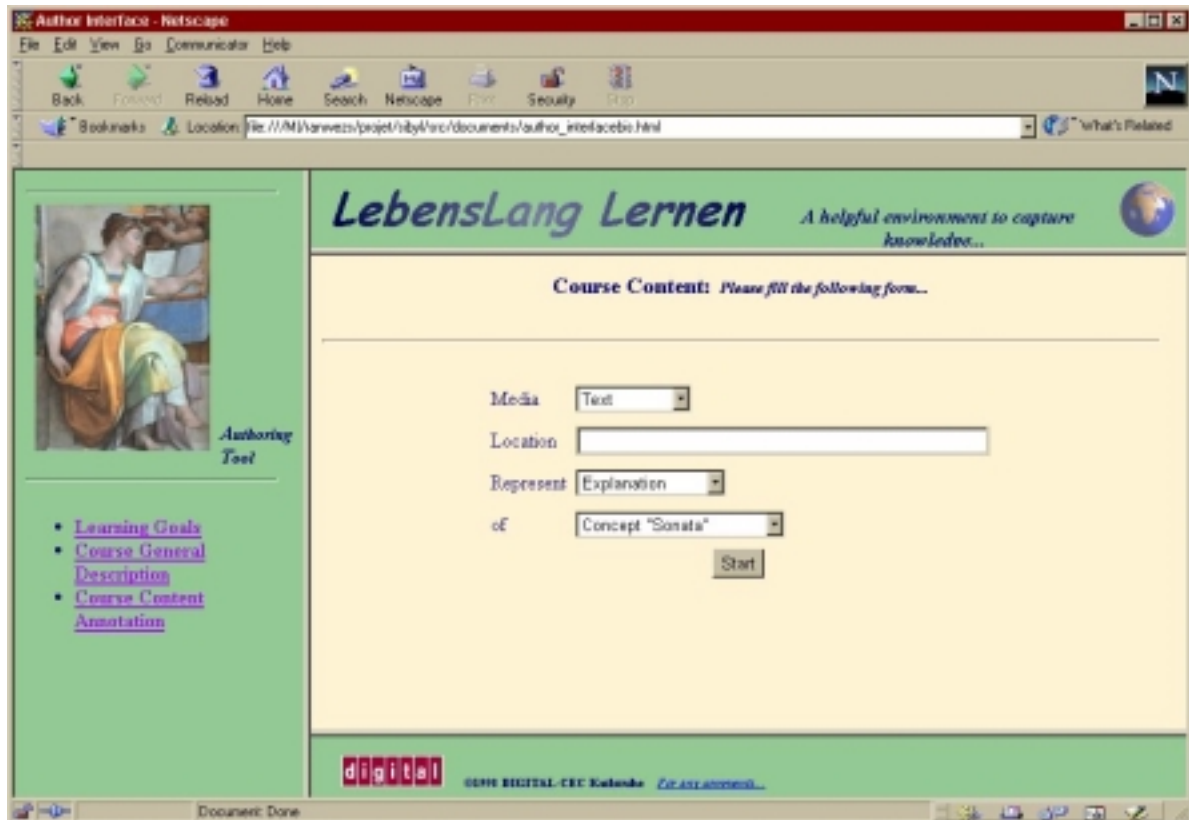 Author Interface - Netscape
File Edit View Go Communicator Help
Back Forward Reload Home Search Netscape Print Security Stop
Bookmarks Location: file:///M|/ranwezs/projet/sibyl/src/documents/author_interfacebis.html What's Related
LebensLang Lernen
A helpful environment to capture
knowledge...
Course Content: Please fill the following form...
Media Text
Location
Represent Explanation
of Concept "Sonata"
Start
Authoring
Tool
Learning Goals
Course General
Description
Course Content
Annotation
digital
DIGITAL-CEC Karlsruhe For any
Document: Done